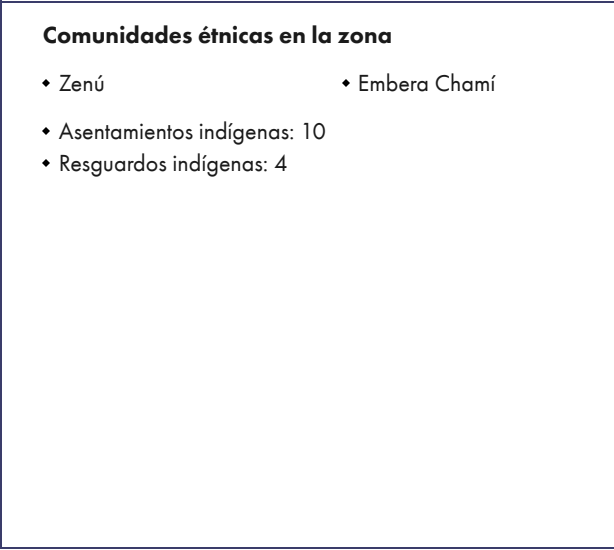 Comunidades étnicas en la zona
◆ Zenú ◆ Embera Chamí
◆ Asentamientos indígenas: 10
◆ Resguardos indígenas: 4